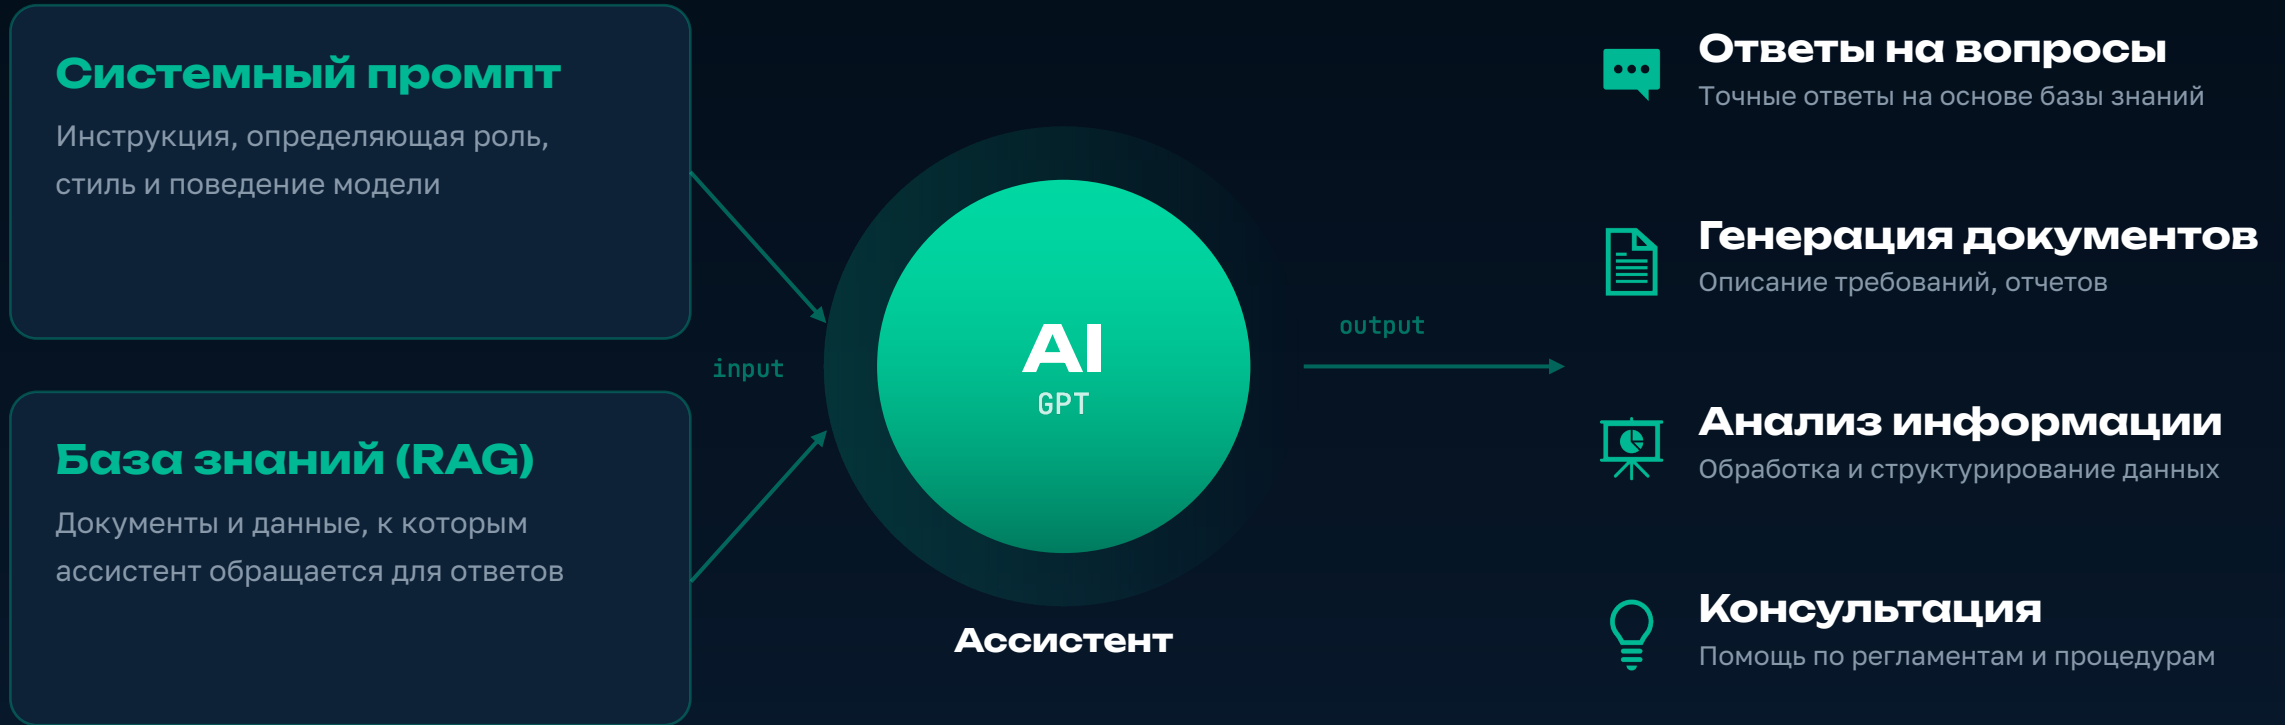 Системный промпт
Инструкция, определяющая роль,
стиль и поведение модели
База знаний (RAG)
Документы и данные, к которым
ассистент обращается для ответов
input
AI
GPT
Ассистент
output
Ответы на вопросы
Точные ответы на основе базы знаний
Генерация документов
Описание требований, отчетов
Анализ информации
Обработка и структурирование данных
Консультация
Помощь по регламентам и процедурам